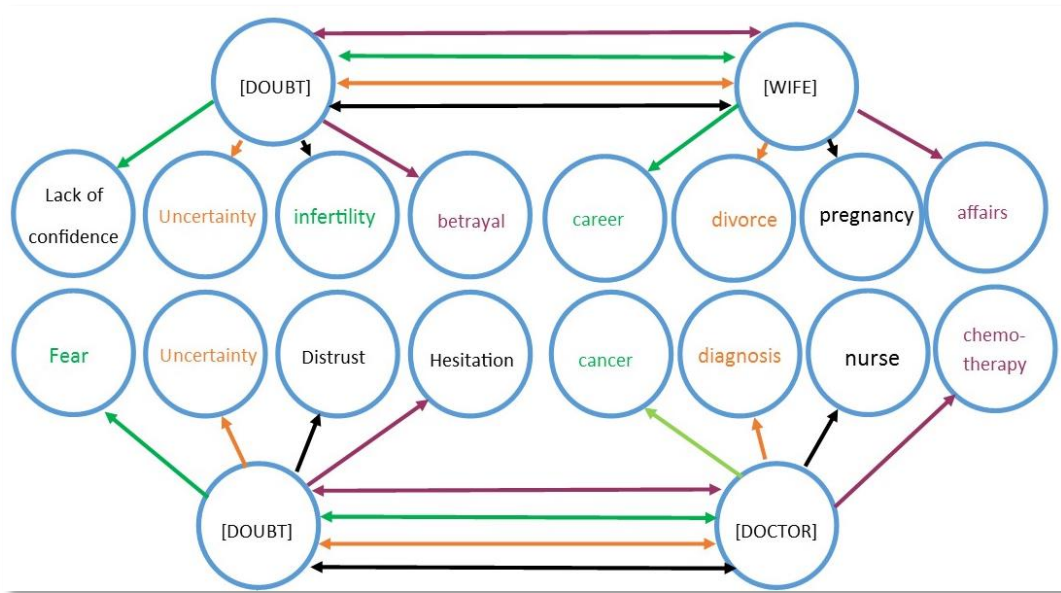 [DOUBT]
[WIFE]
Lack of
confidence
Uncertainty
infertility
betrayal
career
divorce
pregnancy
affairs
Fear
Uncertainty
Distrust
Hesitation
cancer
diagnosis
nurse
chemo-
therapy
[DOUBT]
[DOCTOR]